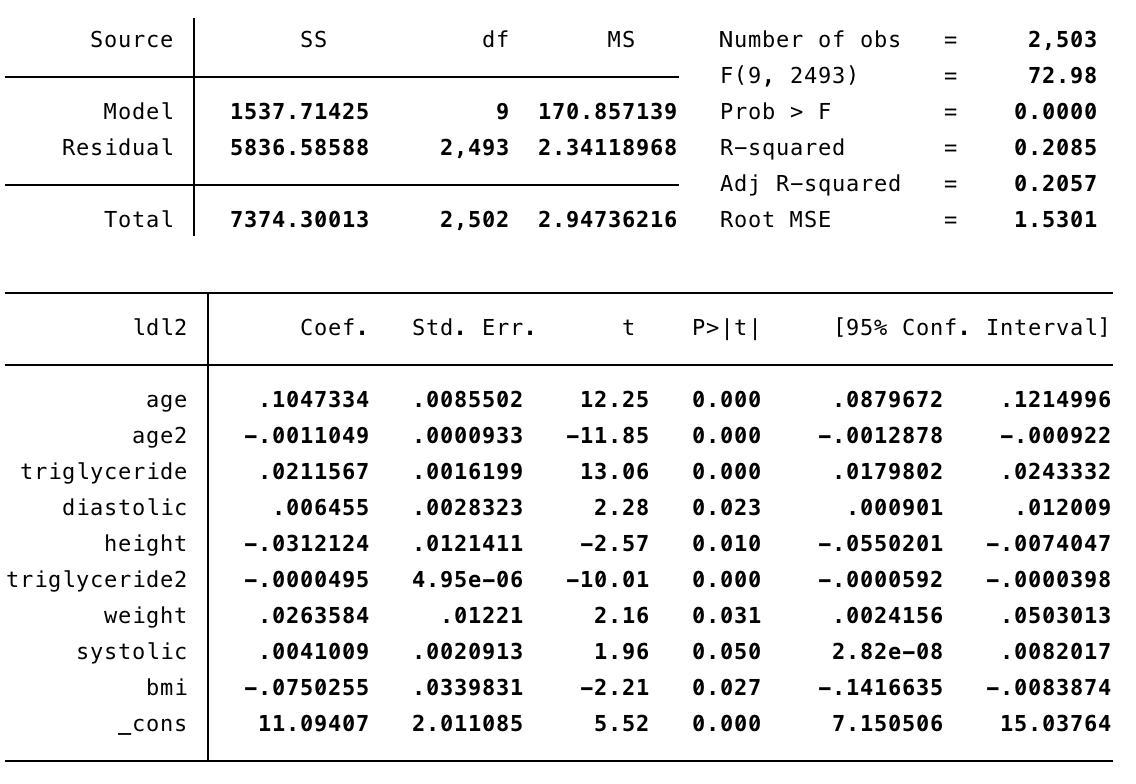 Source SS df MS Number of obs = 2,503
F(9, 2493) = 72.98
Model 1537.71425 9 170.857139 Prob > F = 0.0000
Residual 5836.58588 2,493 2.34118968 R-squared = 0.2085
Adj R-squared = 0.2057
Total 7374.30013 2,502 2.94736216 Root MSE = 1.5301
ldl2 Coef. Std. Err. t P>|t| [95% Conf. Interval]
age .1047334 .0085502 12.25 0.000 .0879672 .1214996
age2 -.0011049 .0000933 -11.85 0.000 -.0012878 -.000922
triglyceride .0211567 .0016199 13.06 0.000 .0179802 .0243332
diastolic .006455 .0028323 2.28 0.023 .000901 .012009
height -.0312124 .0121411 -2.57 0.010 -.0550201 -.0074047
triglyceride2 -.0000495 4.95e-06 -10.01 0.000 -.0000592 -.0000398
weight .0263584 .01221 2.16 0.031 .0024156 .0503013
systolic .0041009 .0020913 1.96 0.050 2.82e-08 .0082017
bmi -.0750255 .0339831 -2.21 0.027 -.1416635 -.0083874
_cons 11.09407 2.011085 5.52 0.000 7.150506 15.03764